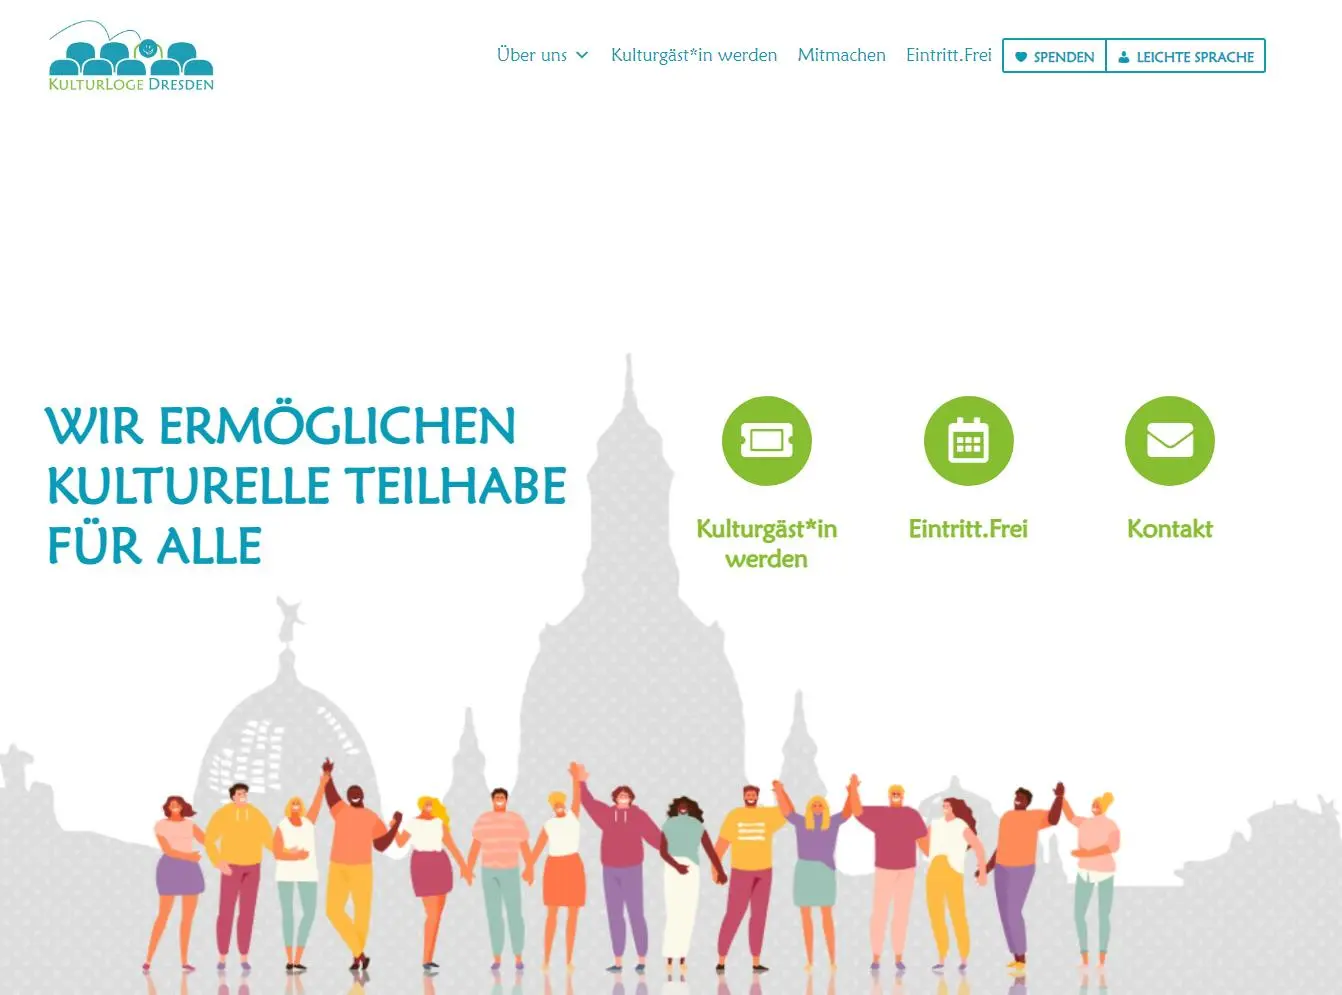 KULTURLOGE DRESDEN
Über uns
Kulturgäst*in werden
Mitmachen
Eintritt.Frei
SPENDEN
LEICHTE SPRACHE
WIR ERMÖGLICHEN
KULTURELLE TEILHABE
FÜR ALLE
Kulturgäst*in
werden
Eintritt.Frei
Kontakt